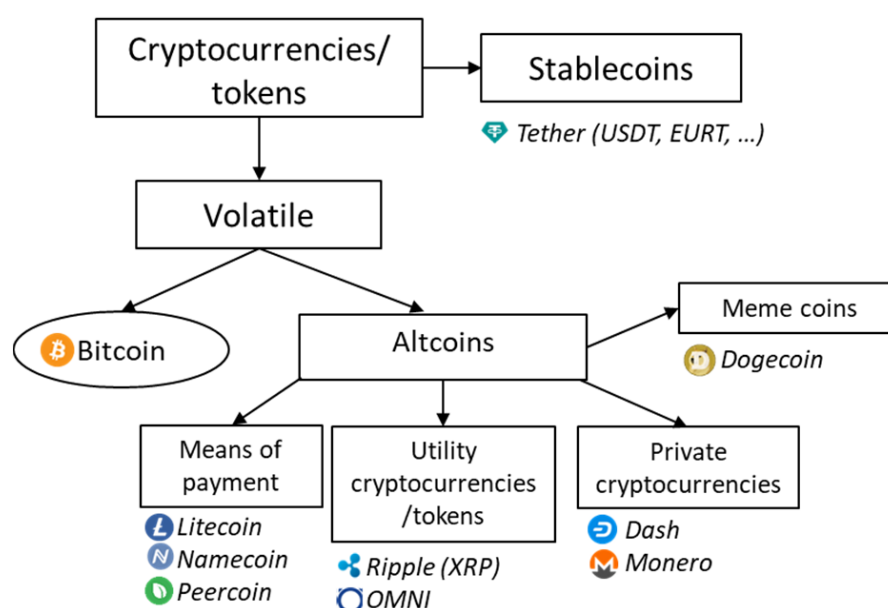 Cryptocurrencies/
tokens
Stablecoins
Tether (USDT, EURT, ...)
Volatile
Bitcoin
Altcoins
Meme coins
Dogecoin
Means of
payment
Litecoin
Namecoin
Peercoin
Utility
cryptocurrencies
/tokens
Ripple (XRP)
OMNI
Private
cryptocurrencies
Dash
Monero